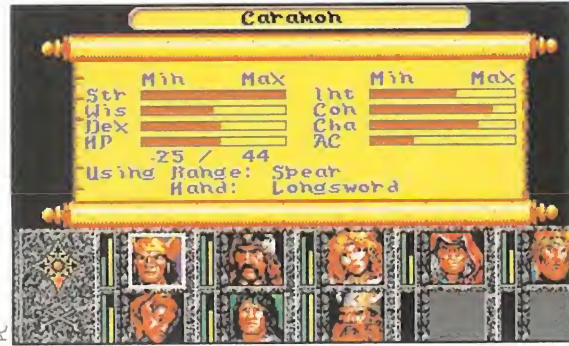 Caramon
Min Max Min Max
Str Int
Wis Con
Dex Cha
HP AC
25 / 44
Using Range: Spear
Hand: Longsword